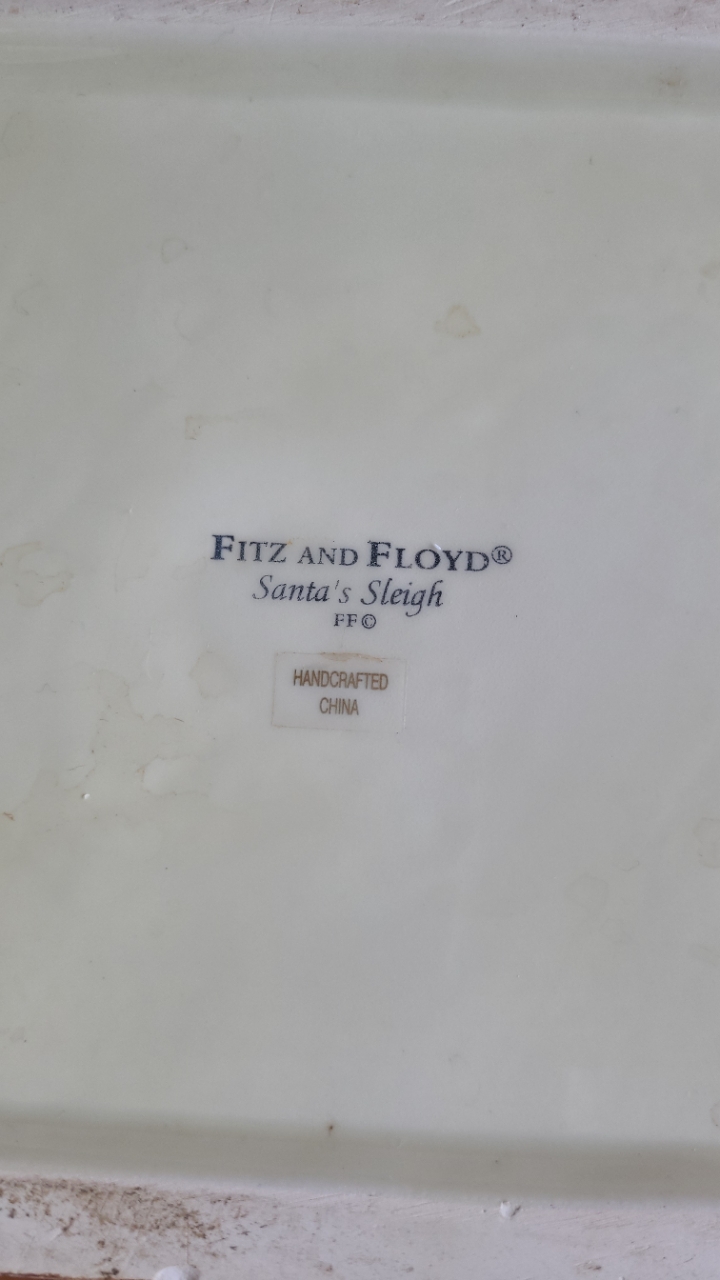 FITZ AND FLOYD®
Santa's Sleigh
FF©
HANDCRAFTED
CHINA